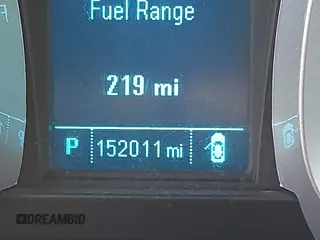 Fuel Range
219 mi
P 152011 mi
DREAMBID